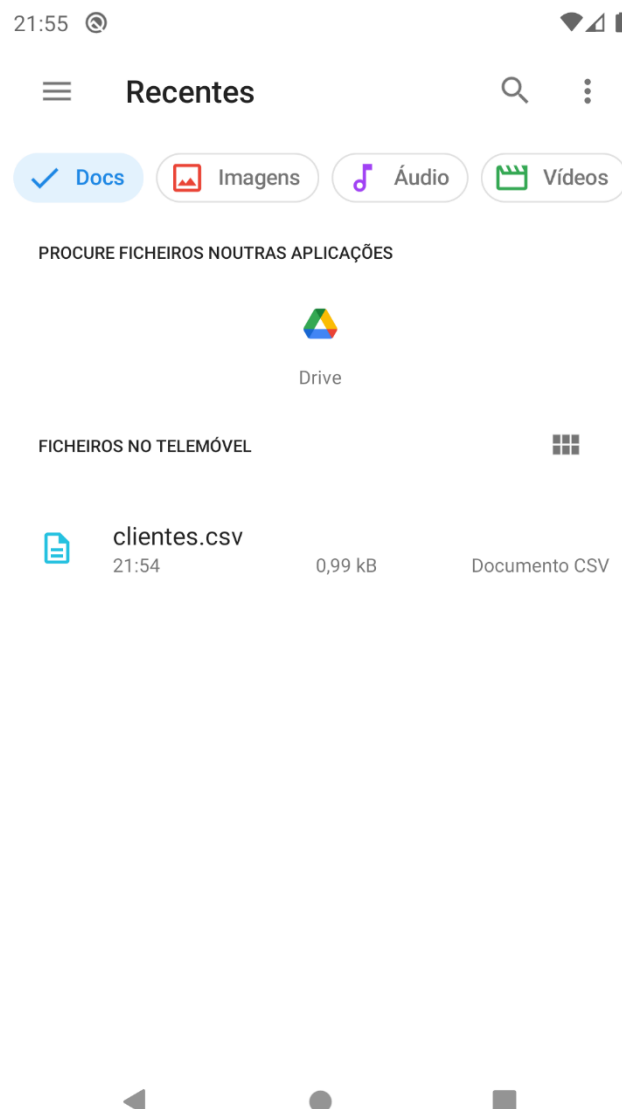 21:55
Recentes
Docs Imagens Áudio Vídeos
PROCURE FICHEIROS NOUTRAS APLICAÇÕES
Drive
FICHEIROS NO TELEMÓVEL
clientes.csv
21:54 0,99 kB Documento CSV